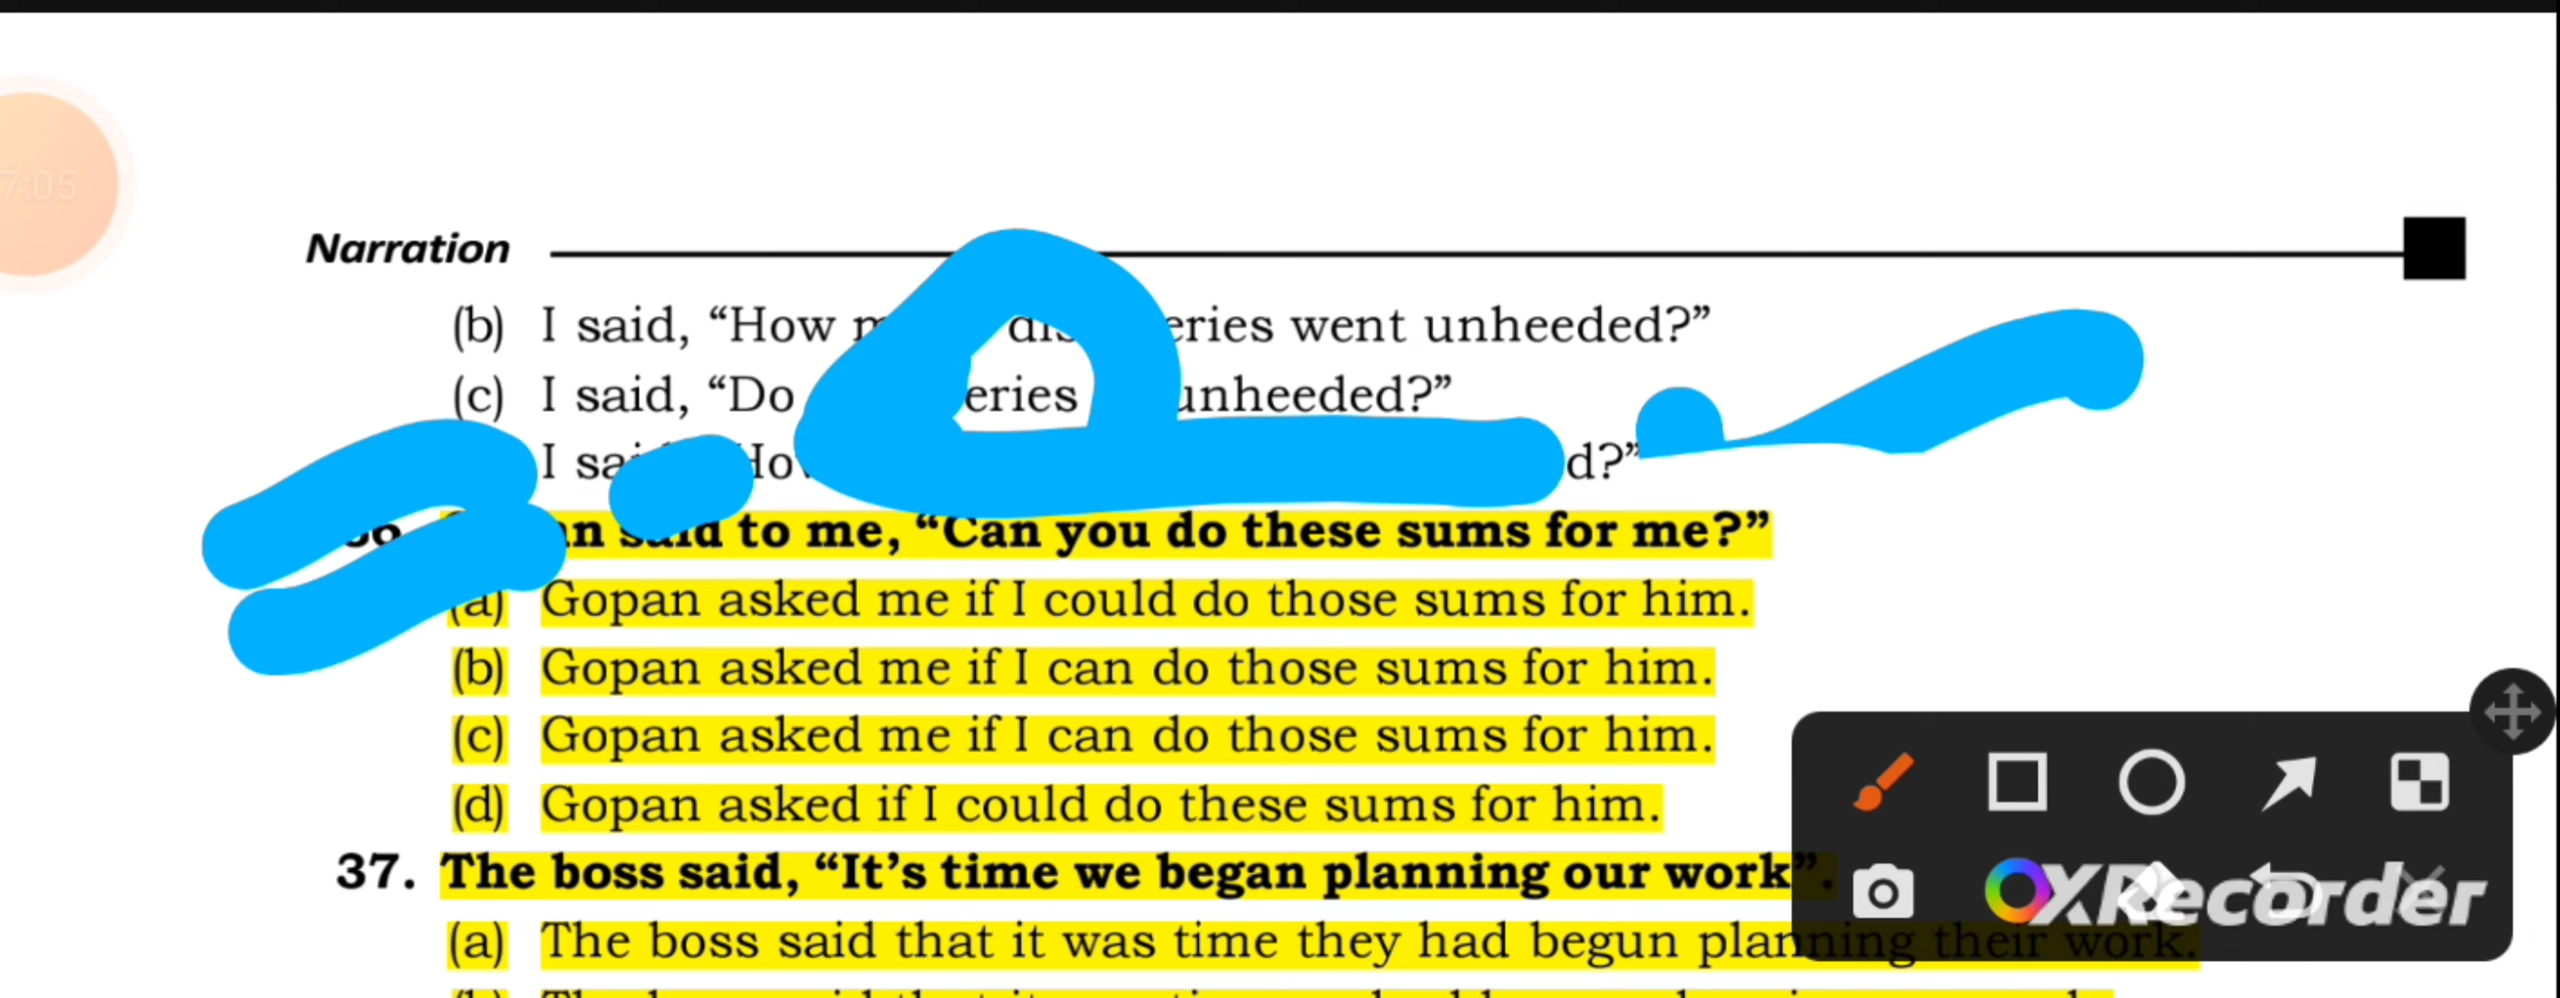 7:05
Narration
(b) I said, “How eries went unheeded?”
(c) I said, “Do eries unheeded?”
I d?”
to me, “Can you do these sums for me?”
(a) Gopan asked me if I could do those sums for him.
(b) Gopan asked me if I can do those sums for him.
(c) Gopan asked me if I can do those sums for him.
(d) Gopan asked if I could do these sums for him.
37. The boss said, “It’s time we began planning our work”.
(a) The boss said that it was time they had begun planning their work.
XRecorder